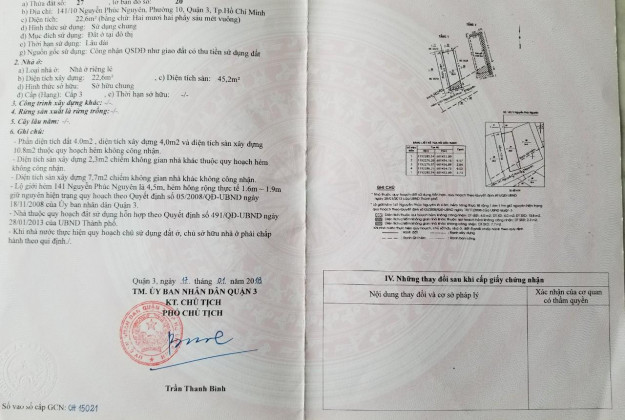 a) Thửa đất số: 27 , tờ bản đồ số: 20
b) Địa chỉ: 141/10 Nguyễn Phúc Nguyên, Phường 10, Quận 3, Tp.Hồ Chí Minh
c) Diện tích: 22,6m² (bằng chữ: Hai mươi hai phẩy sáu mét vuông)
d) Hình thức sử dụng: Sử dụng chung
đ) Mục đích sử dụng: Đất ở tại đô thị
e) Thời hạn sử dụng: Lâu dài
g) Nguồn gốc sử dụng: Công nhận QSDĐ như giao đất có thu tiền sử dụng đất
2. Nhà ở:
a) Loại nhà ở: Nhà ở riêng lẻ
b) Diện tích xây dựng: 22,6m² , c) Diện tích sàn: 45,2m²
d) Hình thức sở hữu: Sở hữu chung
đ) Cấp (Hạng): Cấp 3 , e) Thời hạn sở hữu: -/-
3. Công trình xây dựng khác: -/-
4. Rừng sản xuất là rừng trồng: -/-
5. Cây lâu năm: -/-
6. Ghi chú:
- Phần diện tích đất 4,0m2 , diện tích xây dựng 4,0m2 và diện tích sàn xây dựng
10.8m2 thuộc quy hoạch hẻm không công nhận.
- Diện tích xây dựng 2,3m2 chiếm không gian nhà khác thuộc quy hoạch hẻm
không công nhận.
- Diện tích xây dựng 7,7m2 chiếm không gian nhà khác không công nhận.
- Lộ giới hẻm 141 Nguyễn Phúc Nguyên là 4,5m, hẻm hông rộng thực tế 1.6m – 1.9m
giữ nguyên hiện trạng quy hoạch theo Quyết định số 05/2008/QĐ-UBND ngày
18/11/2008 của Ủy ban nhân dân Quận 3.
- Nhà thuộc quy hoạch đất sử dụng hỗn hợp theo Quyết định số 491/QĐ-UBND ngày
28/01/2013 của UBND Thành phố.
- Khi nhà nước thực hiện quy hoạch chủ sử dụng đất ở, chủ sở hữu nhà ở phải chấp
hành theo qui định./.
Quận 3, ngày 17 tháng 01 năm 2018
TM. ỦY BAN NHÂN DÂN QUẬN 3
KT. CHỦ TỊCH
PHÓ CHỦ TỊCH
Trần Thanh Bình
Số vào sổ cấp GCN: CH 15021
GHI CHÚ
IV. Những thay đổi sau khi cấp giấy chứng nhận
Nội dung thay đổi và cơ sở pháp lý
Xác nhận của cơ quan
có thẩm quyền